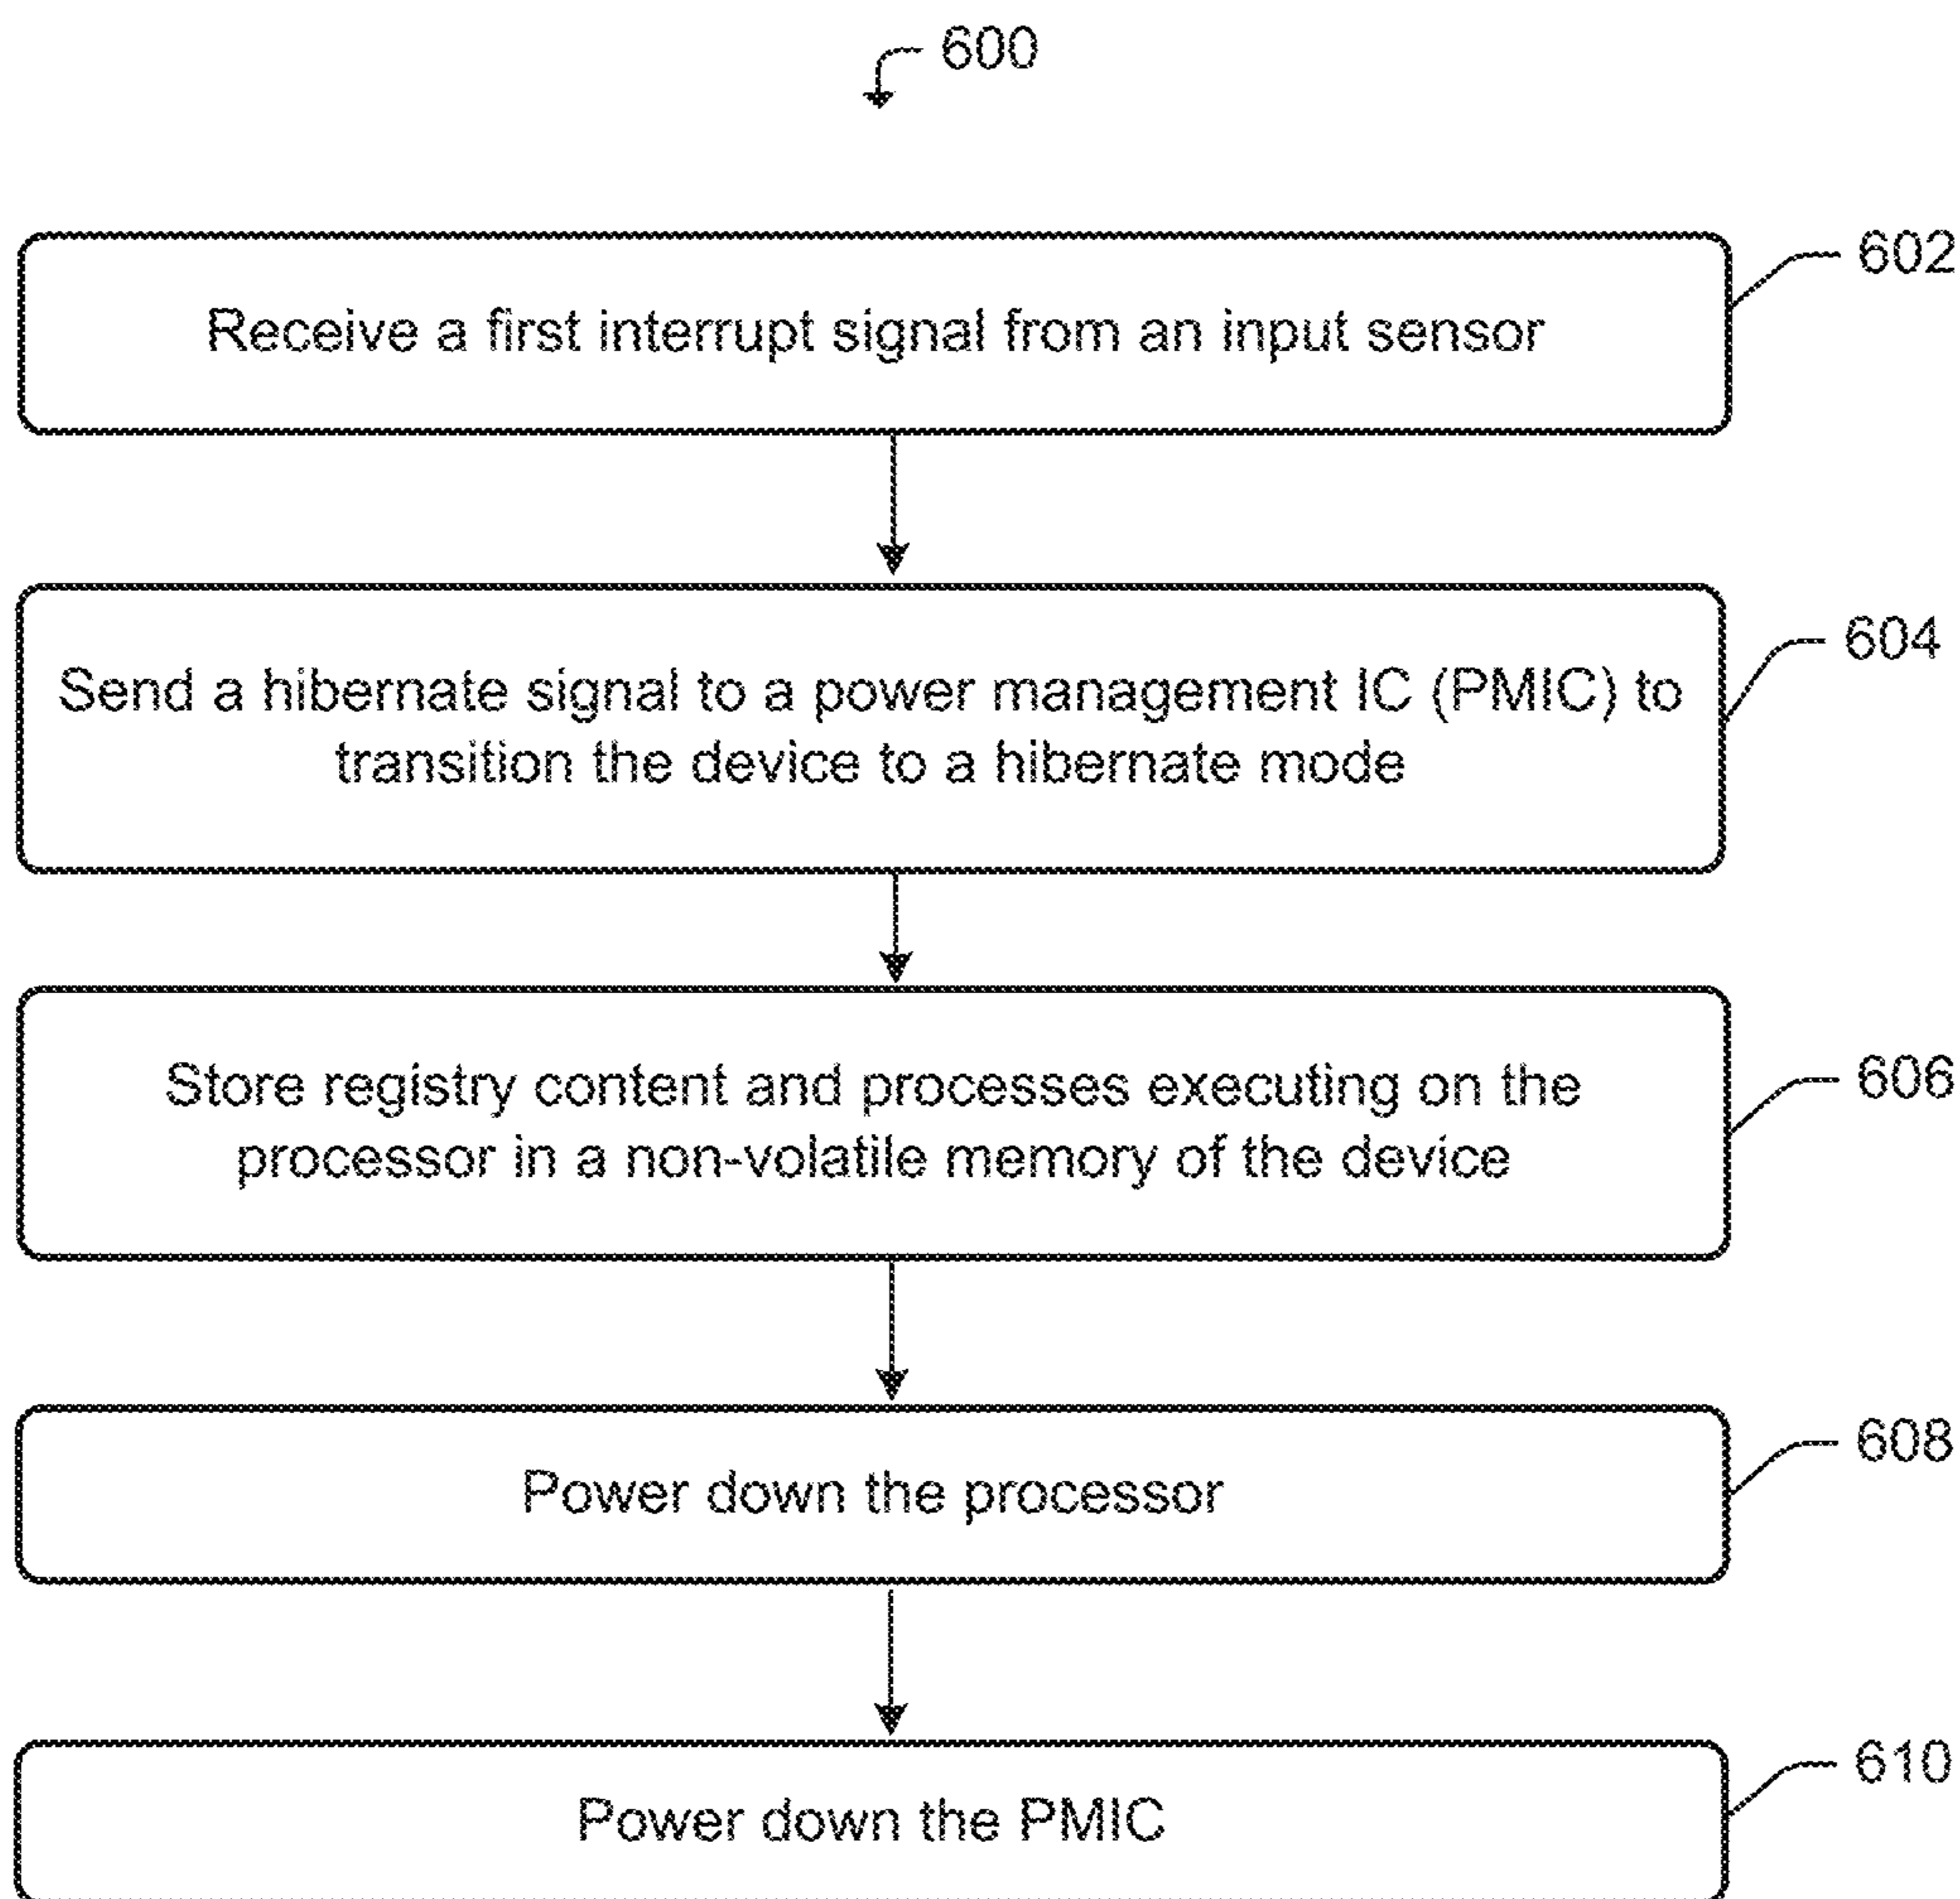 600
602
Receive a first interrupt signal from an input sensor
604
Send a hibernate signal to a power management IC (PMIC) to
transition the device to a hibernate mode
606
Store registry content and processes executing on the
processor in a non-volatile memory of the device
608
Power down the processor
610
Power down the PMIC